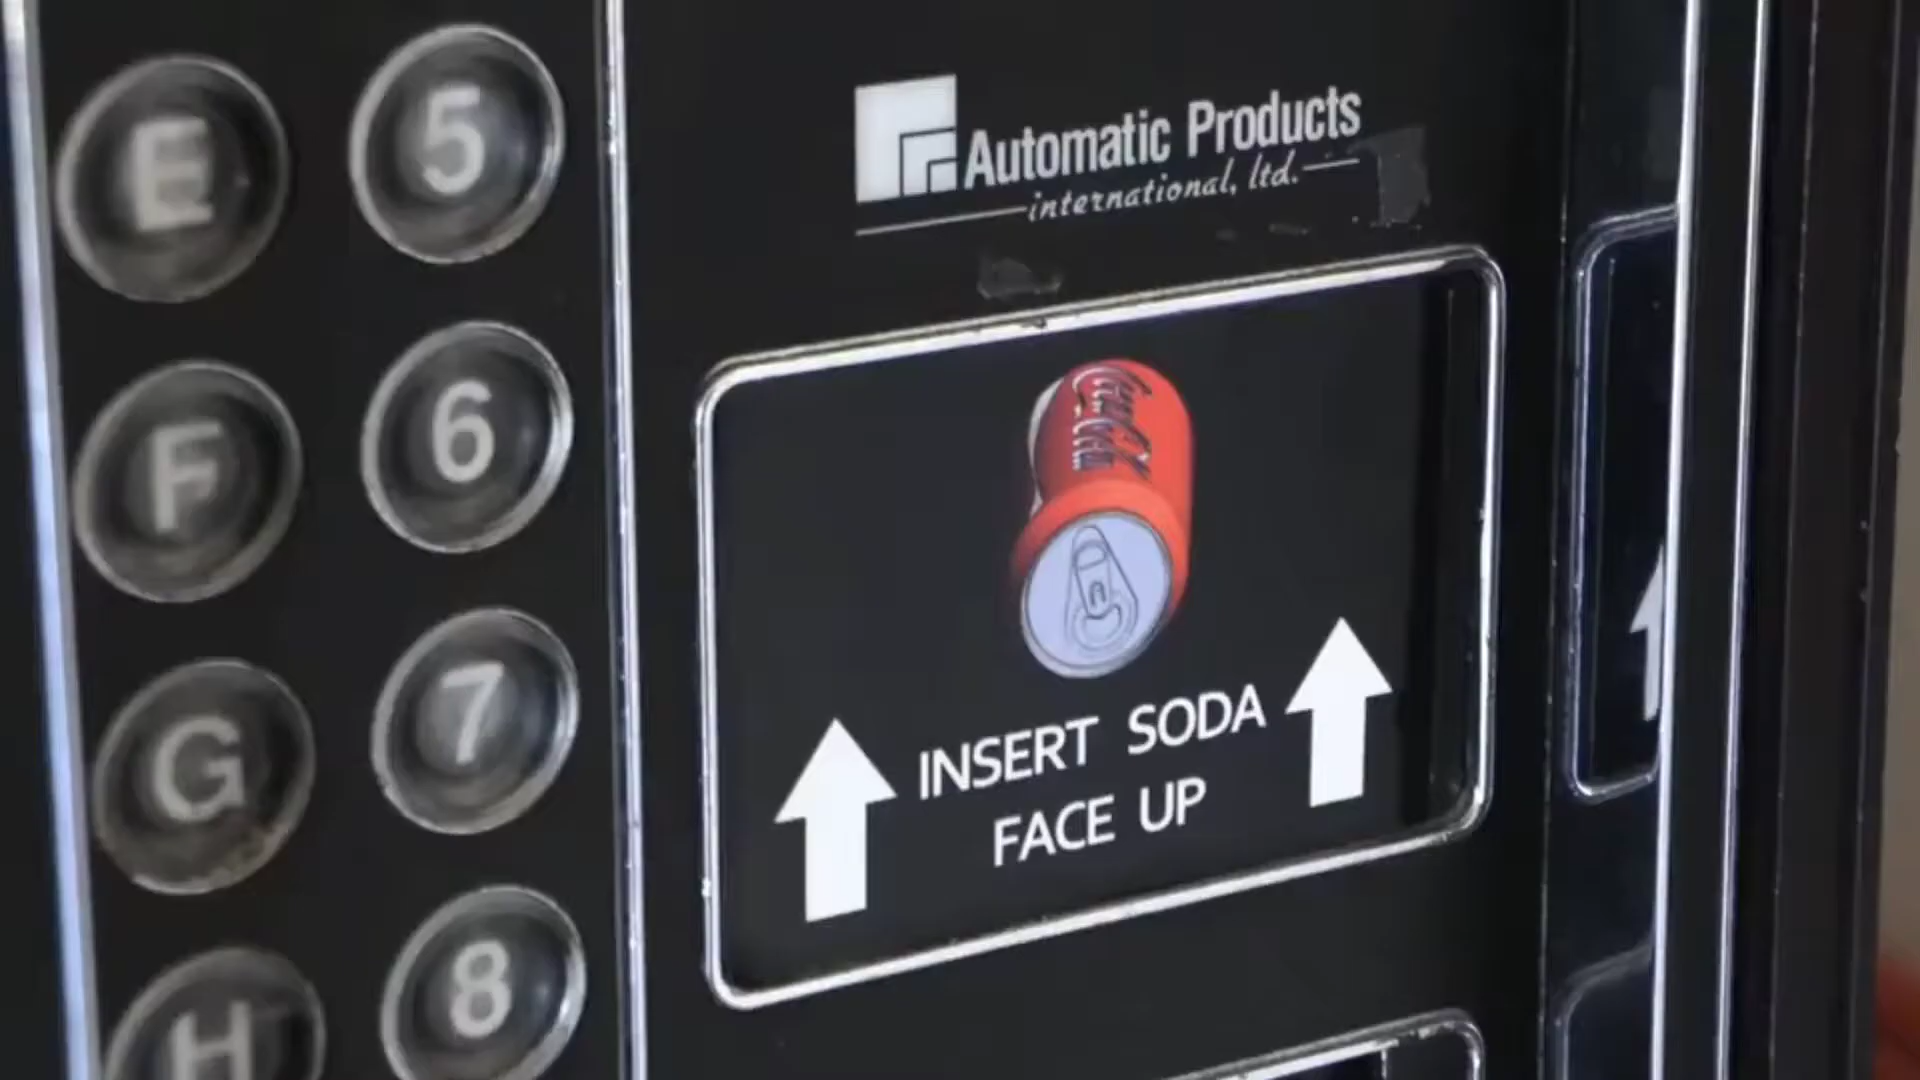 E
5
F
6
G
7
H
8
Automatic Products
international, ltd.
Coca-Cola
INSERT SODA
FACE UP